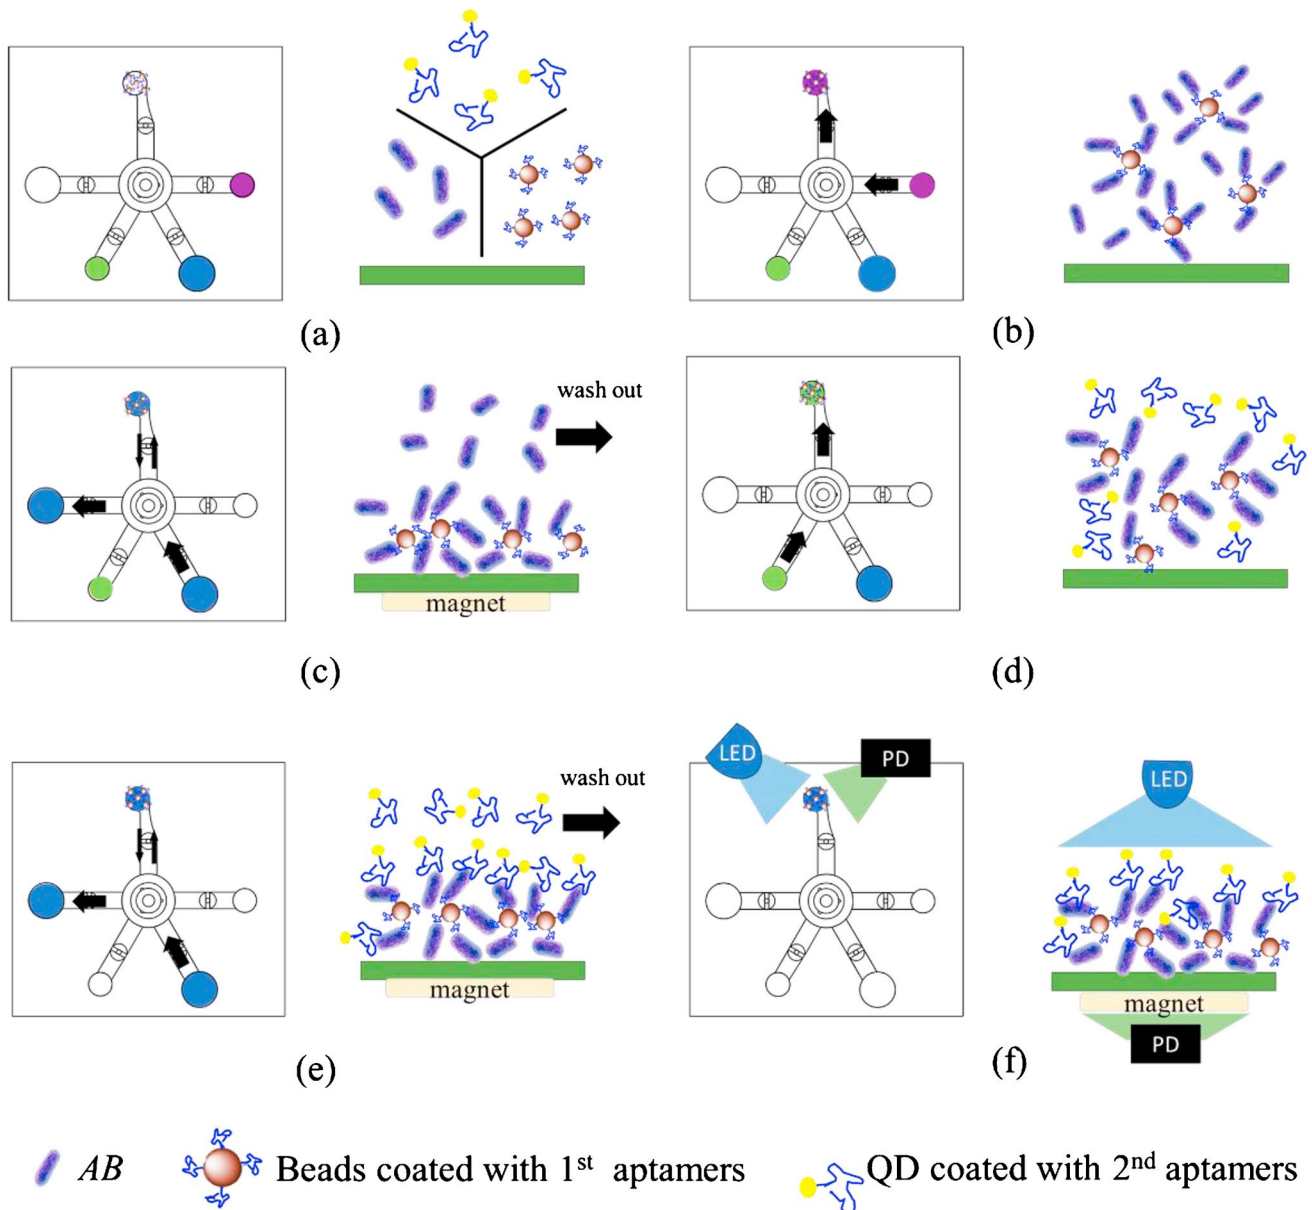 (a)
(b)
wash out
magnet
(c)
(d)
wash out
magnet
(e)
LED
PD
LED
magnet
PD
(f)
AB
Beads coated with 1st aptamers
QD coated with 2nd aptamers